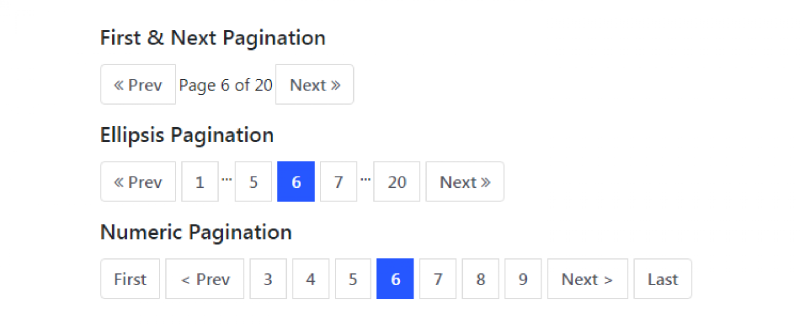 First & Next Pagination
« Prev Page 6 of 20 Next »
Ellipsis Pagination
« Prev 1 ... 5 6 7 ... 20 Next »
Numeric Pagination
First < Prev 3 4 5 6 7 8 9 Next > Last